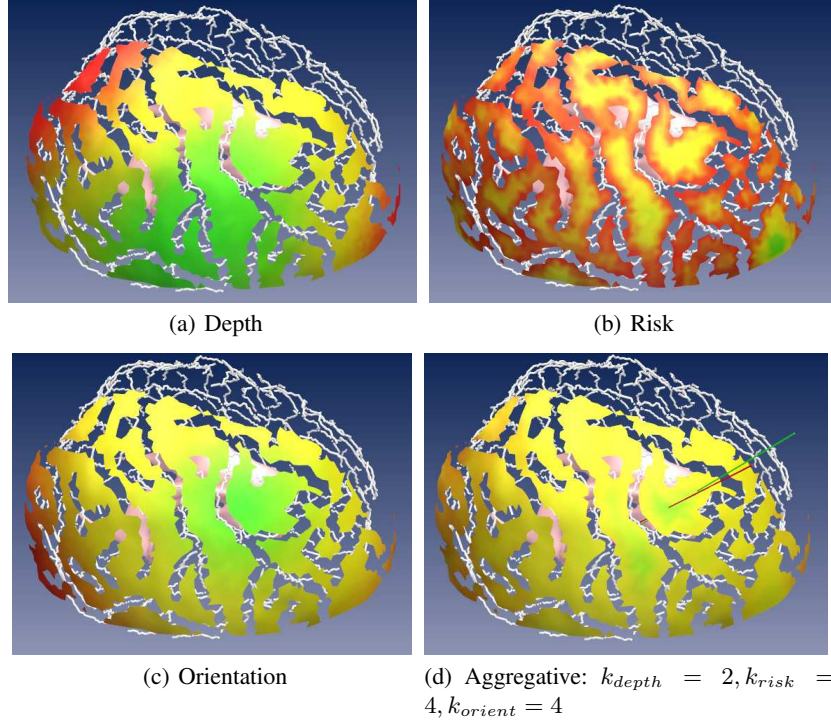 (a) Depth
(b) Risk
(c) Orientation
(d) Aggregative: k_{depth} = 2, k_{risk} =
4, k_{orient} = 4